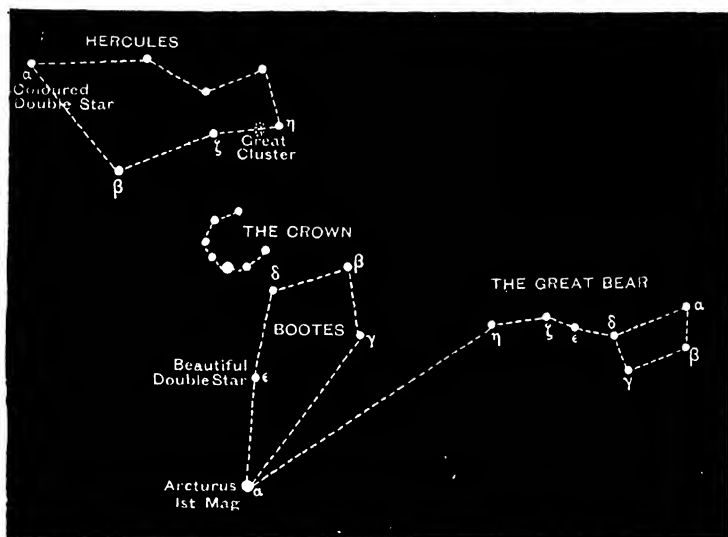 HERCULES
α
Coloured
Double Star
β
ζ
η
Great
Cluster
THE CROWN
δ
β
BOOTES
γ
Beautiful
Double Star
ε
Arcturus
1st Mag
α
THE GREAT BEAR
η
ζ
ε
δ
α
β
γ